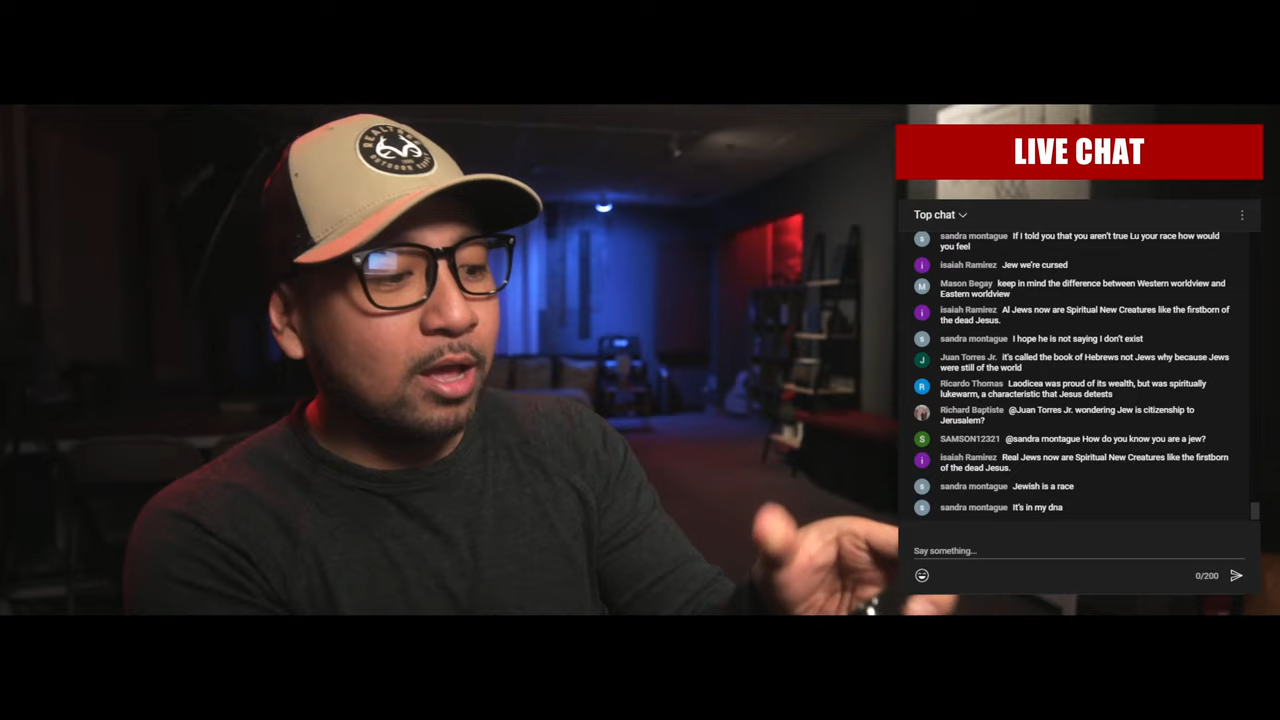 REALTREE
LIVE CHAT
Top chat
sandra montague If I told you that you aren't true Lu your race how would
you feel
isaiah Ramirez Jew we're cursed
Mason Begay keep in mind the difference between Western worldview and
Eastern worldview
isaiah Ramirez Al Jews now are Spiritual New Creatures like the firstborn of
the dead Jesus.
sandra montague I hope he is not saying I don't exist
Juan Torres Jr. it's called the book of Hebrews not Jews why because Jews
were still of the world
Ricardo Thomas Laodicea was proud of its wealth, but was spiritually
lukewarm, a characteristic that Jesus detests
Richard Baptiste @Juan Torres Jr. wondering Jew is citizenship to
Jerusalem?
SAMSON12321 @sandra montague How do you know you are a jew?
isaiah Ramirez Real Jews now are Spiritual New Creatures like the firstborn
of the dead Jesus.
sandra montague Jewish is a race
sandra montague It's in my dna
Say something...
0/200